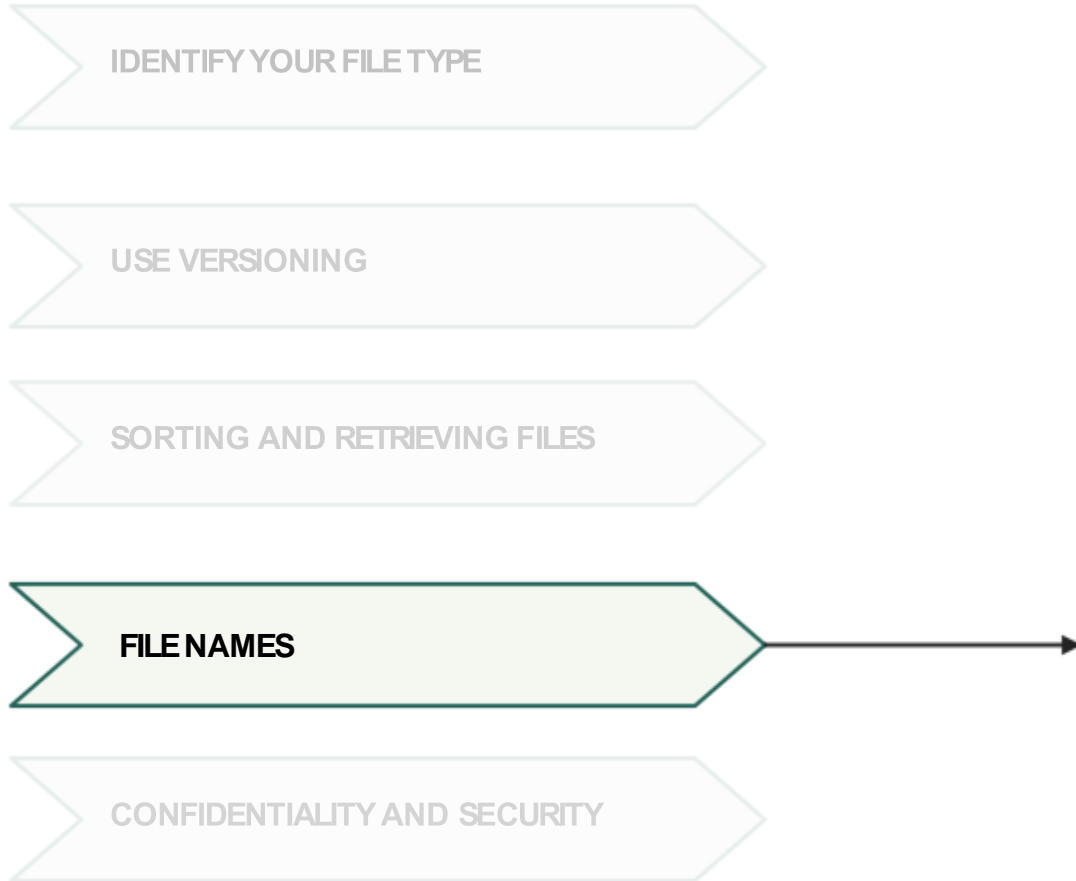 IDENTIFY YOUR FILE TYPE
USE VERSIONING
SORTING AND RETRIEVING FILES
FILE NAMES
CONFIDENTIALITY AND SECURITY